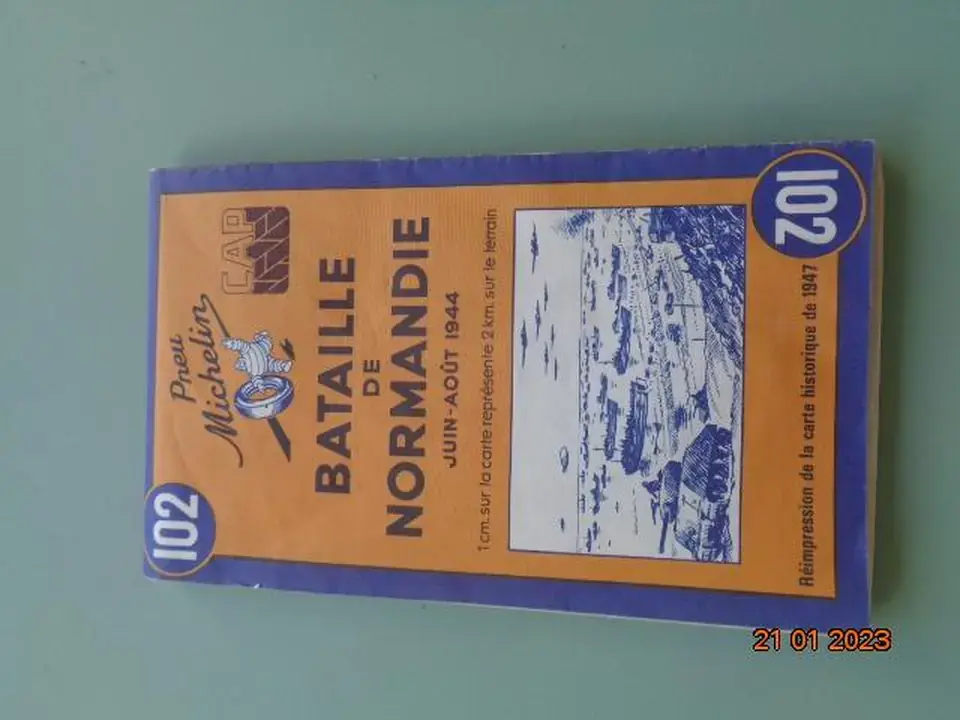 102
Pneu
Michelin
CAP
BATAILLE
DE
NORMANDIE
JUIN-AOÛT 1944
1 cm. sur la carte représente 2 km. sur le terrain
102
Réimpression de la carte historique de 1947
21 01 2023